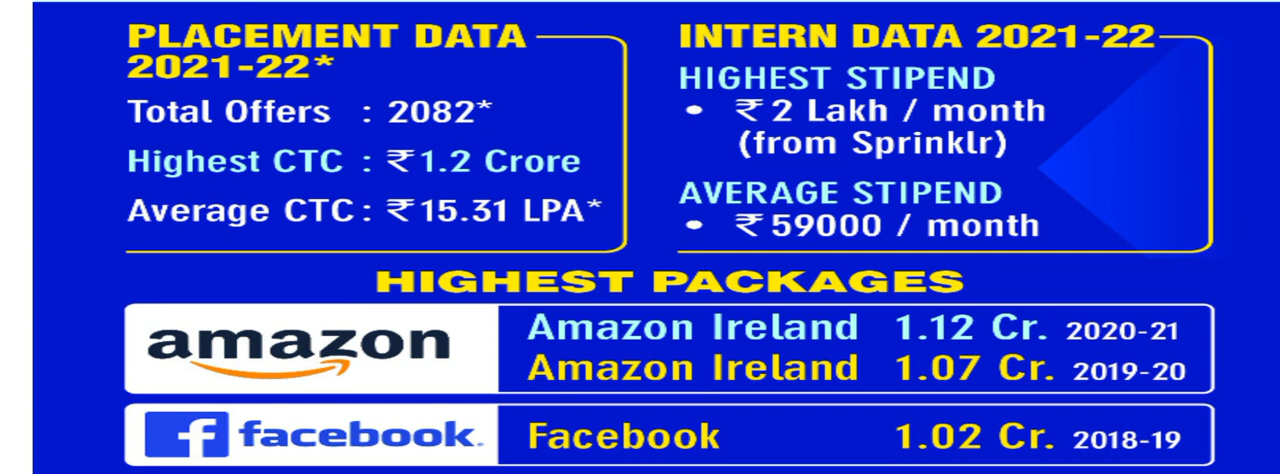 PLACEMENT DATA
2021-22*
Total Offers : 2082*
Highest CTC : ₹1.2 Crore
Average CTC : ₹15.31 LPA*
INTERN DATA 2021-22
HIGHEST STIPEND
• ₹2 Lakh / month
(from Sprinklr)
AVERAGE STIPEND
• ₹59000 / month
HIGHEST PACKAGES
amazon
Amazon Ireland 1.12 Cr. 2020-21
Amazon Ireland 1.07 Cr. 2019-20
f facebook.
Facebook 1.02 Cr. 2018-19